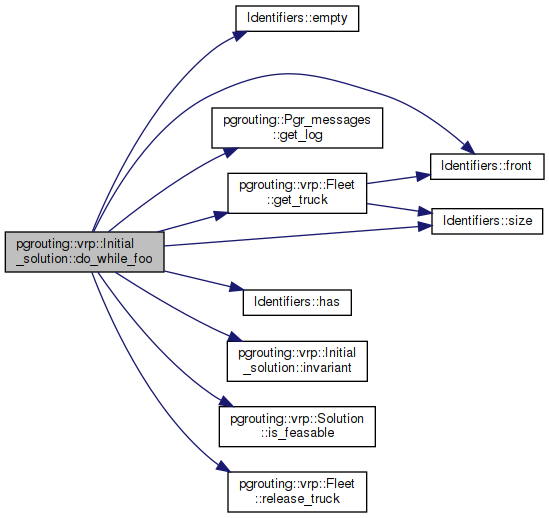 Identifiers::empty
pgrouting::Pgr_messages
::get_log
Identifiers::front
pgrouting::vrp::Fleet
::get_truck
Identifiers::size
pgrouting::vrp::Initial
_solution::do_while_foo
Identifiers::has
pgrouting::vrp::Initial
_solution::invariant
pgrouting::vrp::Solution
::is_feasable
pgrouting::vrp::Fleet
::release_truck